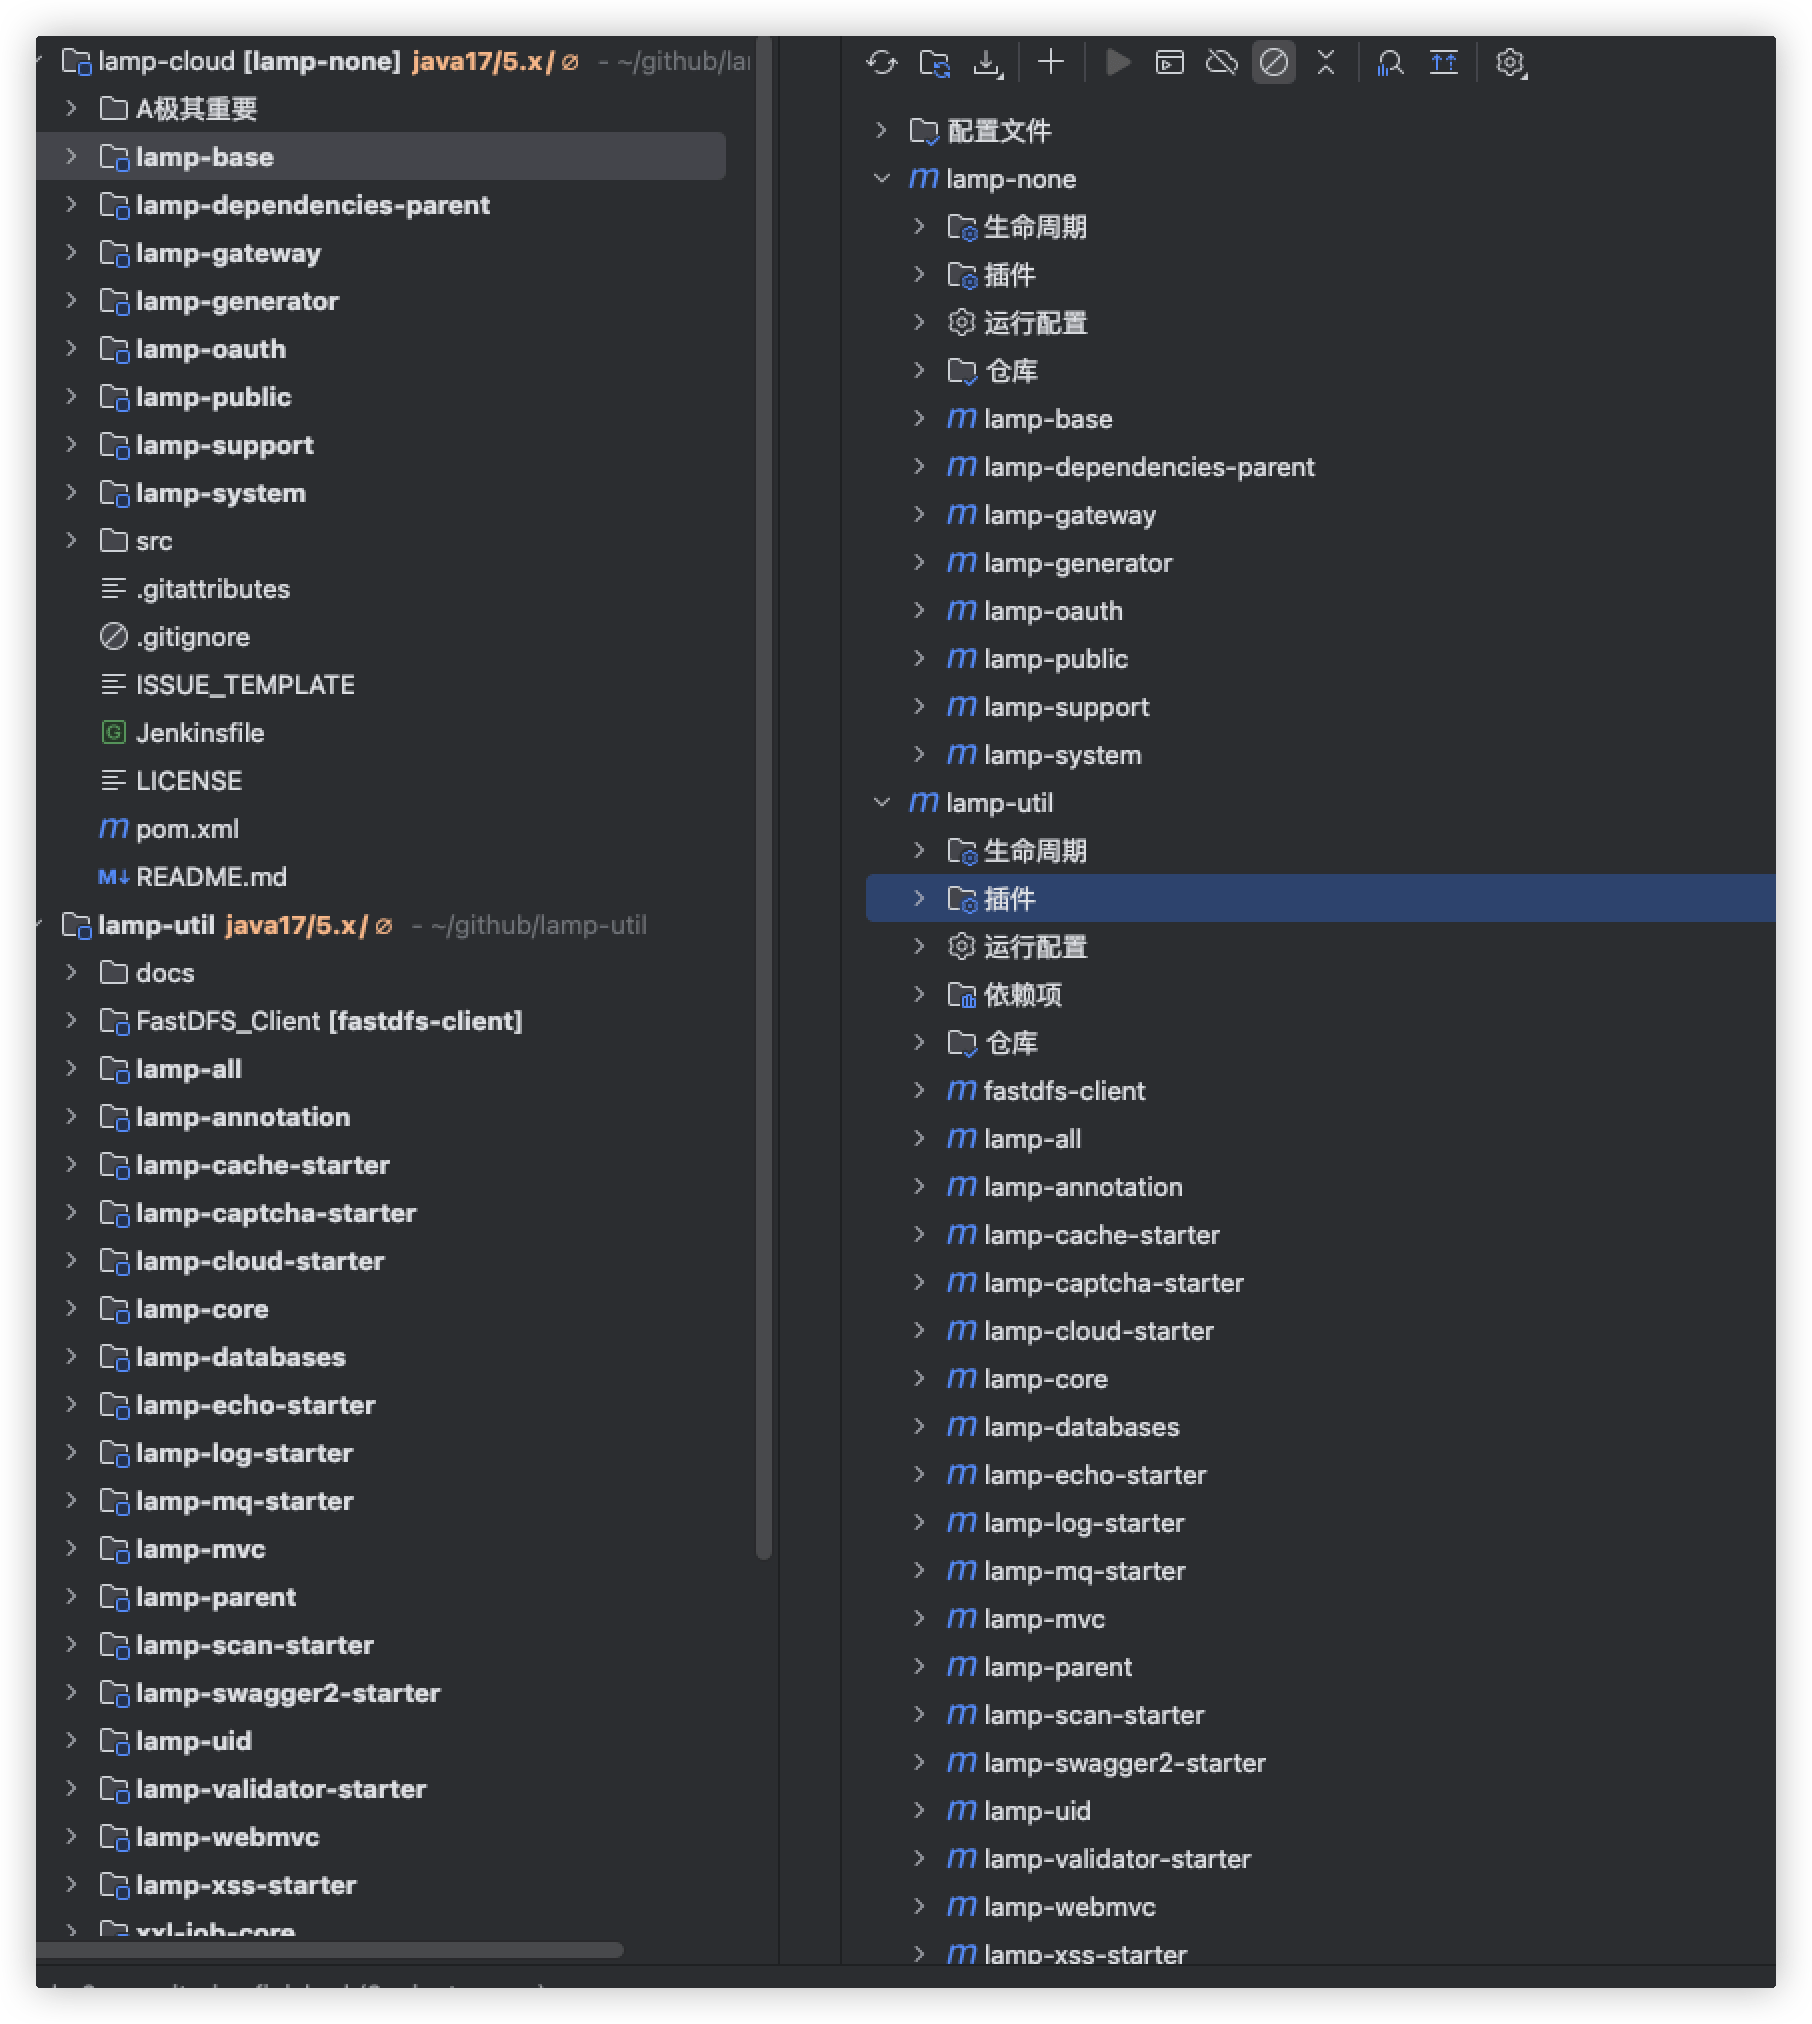 lamp-cloud [lamp-none] java17/5.x/ ∅ – ~/github/la
A极其重要
lamp-base
lamp-dependencies-parent
lamp-gateway
lamp-generator
lamp-oauth
lamp-public
lamp-support
lamp-system
src
.gitattributes
.gitignore
ISSUE_TEMPLATE
Jenkinsfile
LICENSE
pom.xml
README.md
lamp-util java17/5.x/ ∅ – ~/github/lamp-util
docs
FastDFS_Client [fastdfs-client]
lamp-all
lamp-annotation
lamp-cache-starter
lamp-captcha-starter
lamp-cloud-starter
lamp-core
lamp-databases
lamp-echo-starter
lamp-log-starter
lamp-mq-starter
lamp-mvc
lamp-parent
lamp-scan-starter
lamp-swagger2-starter
lamp-uid
lamp-validator-starter
lamp-webmvc
lamp-xss-starter
xxl-job-core
配置文件
lamp-none
生命周期
插件
运行配置
仓库
lamp-base
lamp-dependencies-parent
lamp-gateway
lamp-generator
lamp-oauth
lamp-public
lamp-support
lamp-system
lamp-util
生命周期
插件
运行配置
依赖项
仓库
fastdfs-client
lamp-all
lamp-annotation
lamp-cache-starter
lamp-captcha-starter
lamp-cloud-starter
lamp-core
lamp-databases
lamp-echo-starter
lamp-log-starter
lamp-mq-starter
lamp-mvc
lamp-parent
lamp-scan-starter
lamp-swagger2-starter
lamp-uid
lamp-validator-starter
lamp-webmvc
lamp-xss-starter